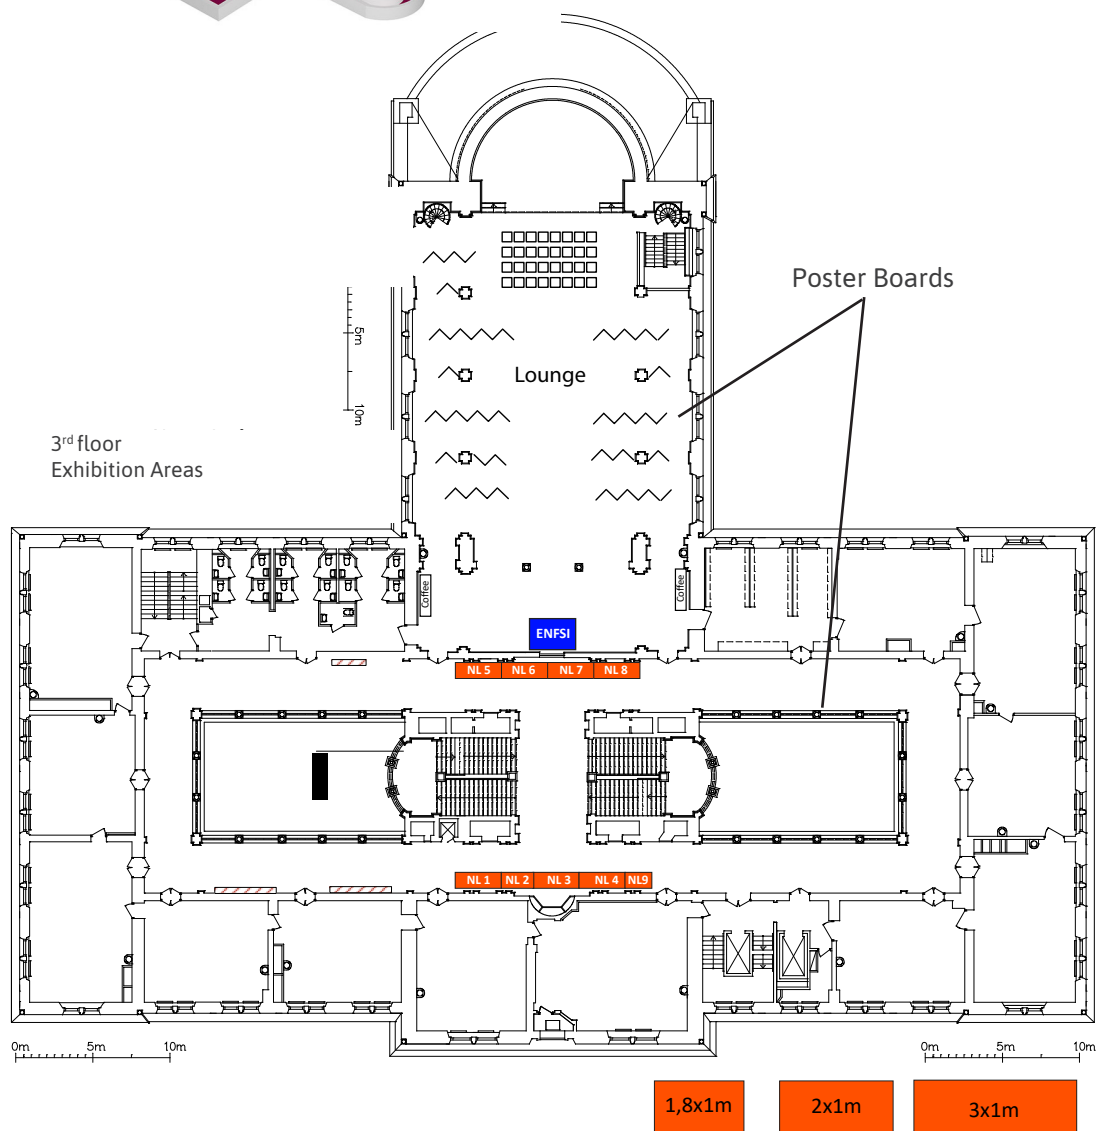 Poster Boards
5m
Lounge
10m
3rd floor
Exhibition Areas
Coffee
Coffee
ENFSI
NL 5 NL 6 NL 7 NL 8
NL 1 NL 2 NL 3 NL 4 NL9
0m 5m 10m
0m 5m 10m
1,8x1m 2x1m 3x1m